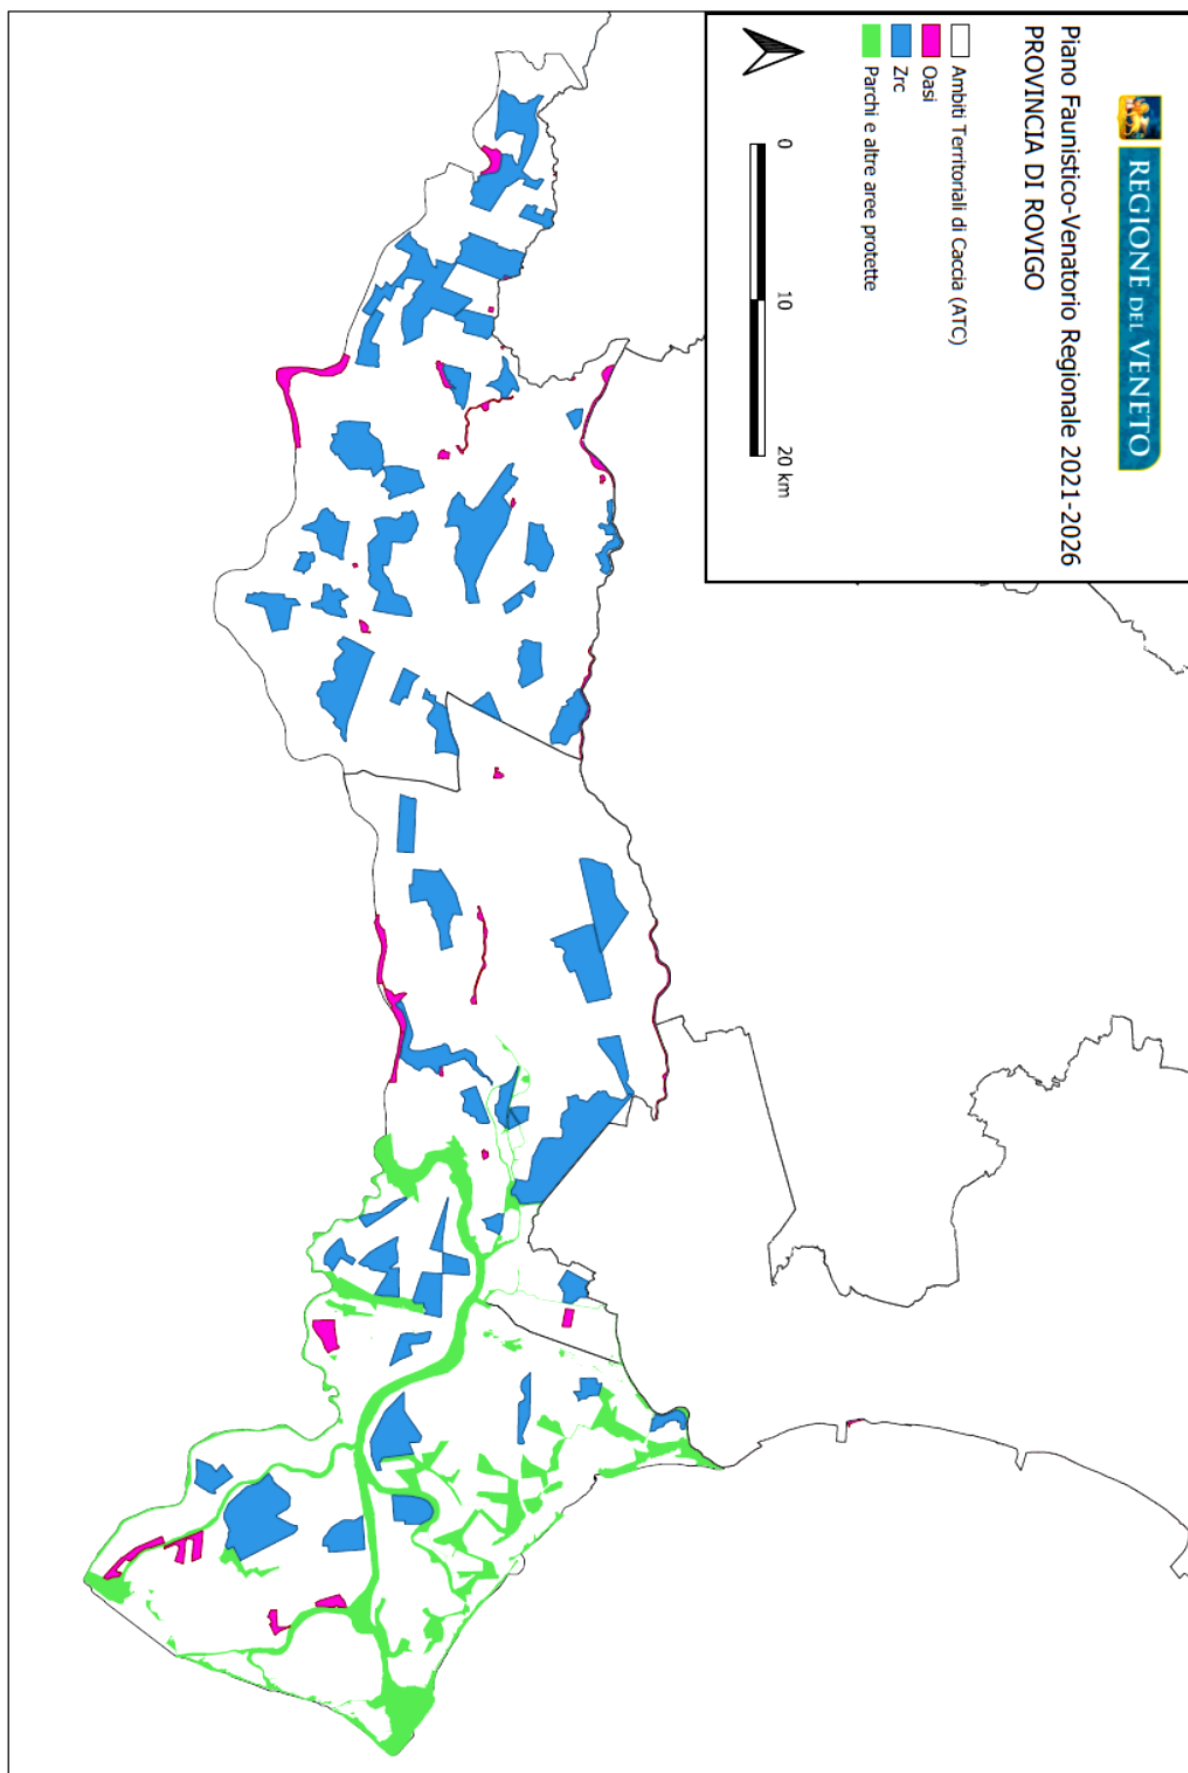 REGIONE DEL VENETO
Piano Faunistico-Venatorio Regionale 2021-2026
PROVINCIA DI ROVIGO
Ambiti Territoriali di Caccia (ATC)
Oasi
Zrc
Parchi e altre aree protette
0 10 20 km